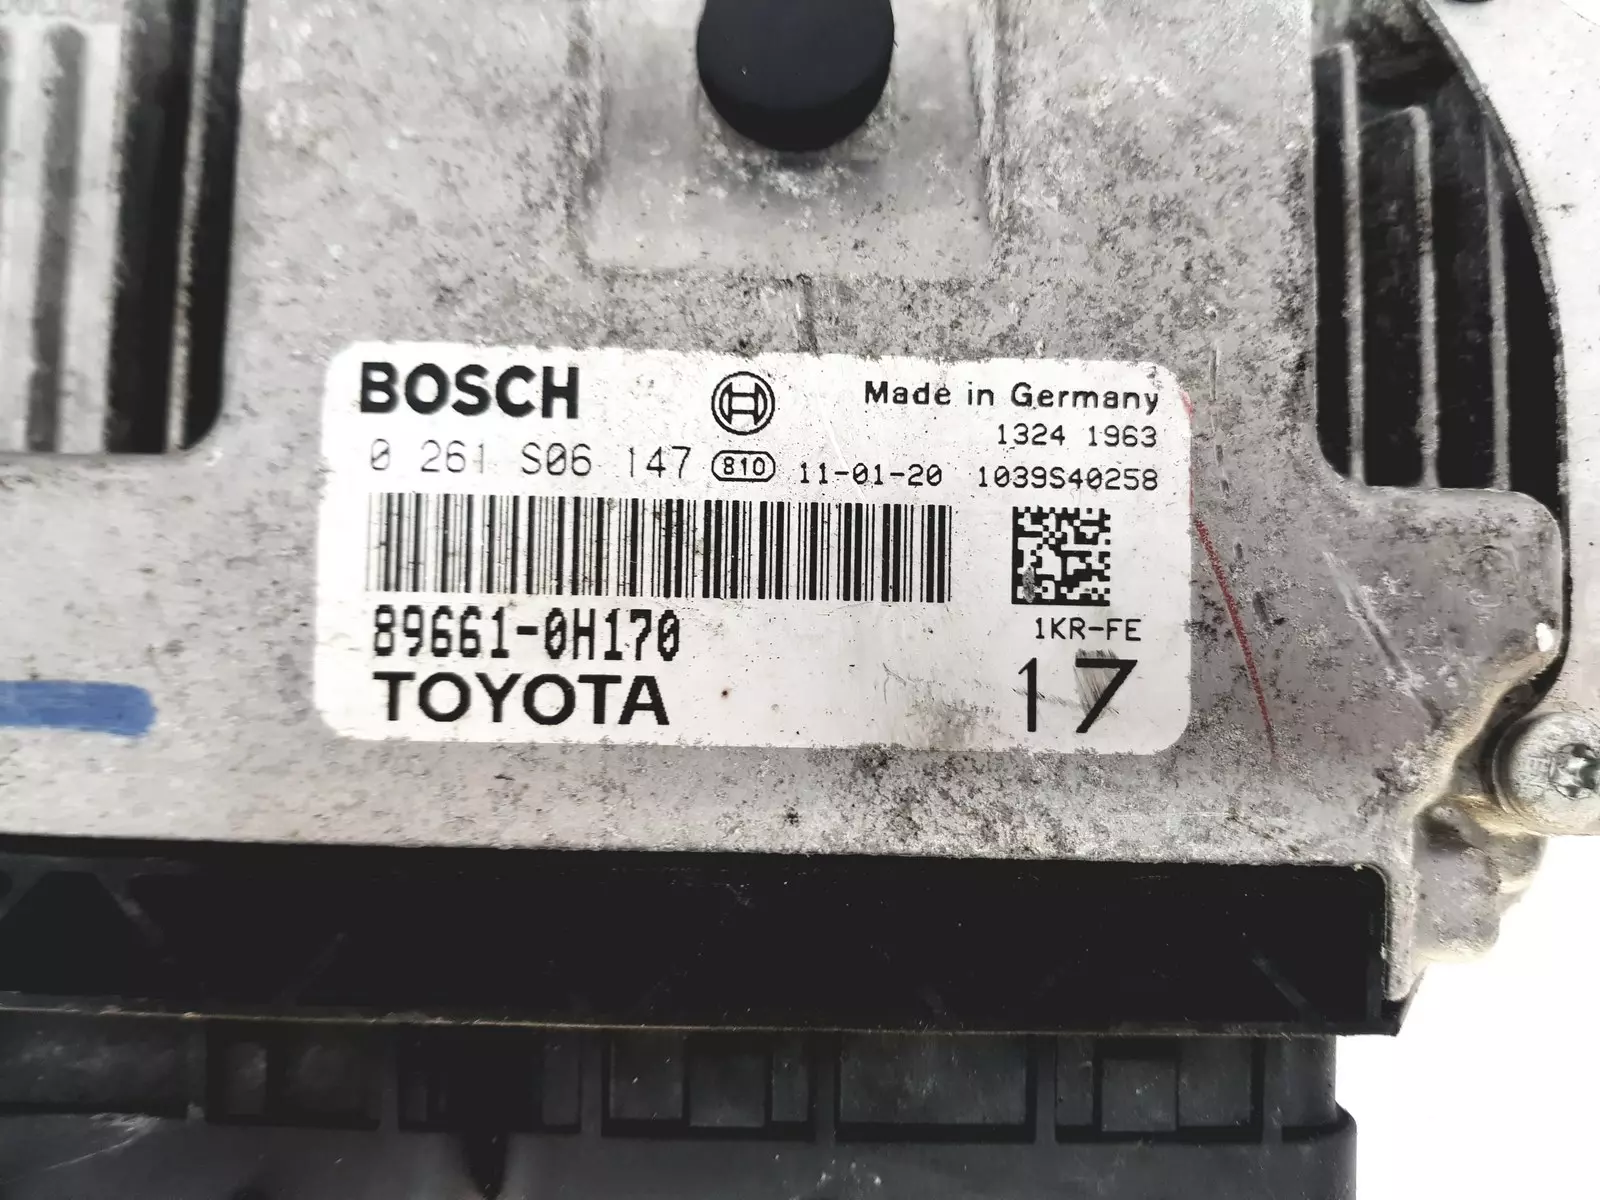 BOSCH
Made in Germany
1324 1963
0 261 S06 147 810 11-01-20 1039S40258
89661-0H170
1KR-FE
TOYOTA
17